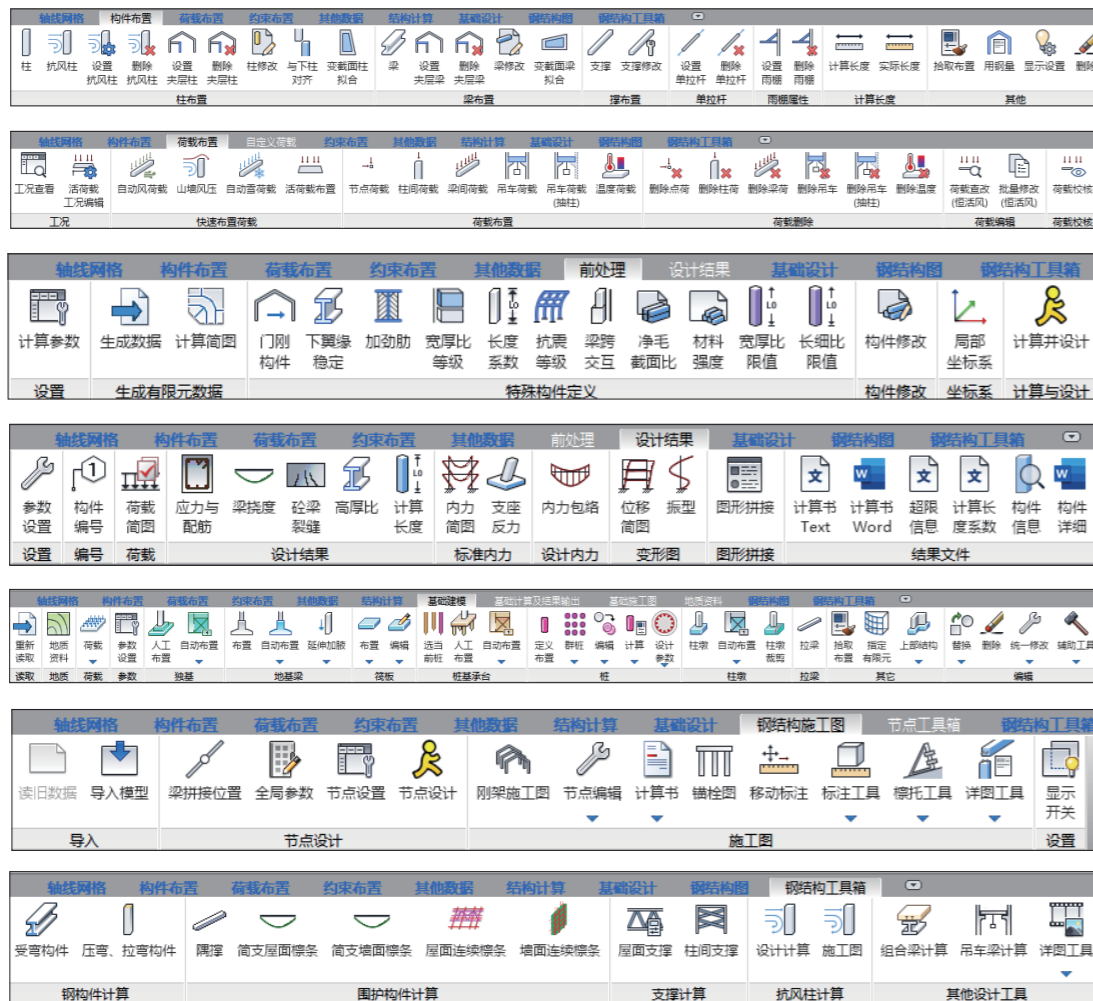 轴线网格 构件布置 荷载布置 约束布置 其他数据 结构计算 基础设计 钢结构图 钢结构工具箱
柱 抗风柱 设置 删除 设置 删除 柱修改 与下柱 变截面柱 梁 设置 删除 梁修改 变截面梁 支撑 支撑修改 设置 删除 设置 删除 计算长度 实际长度 拾取布置 用钢量 显示设置
抗风柱 抗风柱 夹层柱 夹层柱 对齐 拟合 夹层梁 夹层梁 拟合 单拉杆 单拉杆 雨棚 雨棚
柱布置 梁布置 撑布置 单拉杆 雨棚属性 计算长度 其他
轴线网格 构件布置 荷载布置 自定义荷载 约束布置 其他数据 结构计算 基础设计 钢结构图 钢结构工具箱
工况查看 活荷载 自动风荷载 山墙风压 自动雪荷载 活荷载布置 节点荷载 柱间荷载 梁间荷载 吊车荷载 吊车荷载 温度荷载 删除点荷 删除柱荷 删除梁荷 删除吊车 删除吊车 删除温度 荷载查改 批量修改 荷载校核
工况编辑 (抽柱) (抽柱) (恒活风) (恒活风)
工况 快速布置荷载 荷载布置 荷载删除 荷载编辑 荷载校核
轴线网格 构件布置 荷载布置 约束布置 其他数据 前处理 设计结果 基础设计 钢结构图 钢结构工具箱
计算参数 生成数据 计算简图 门刚 下翼缘 加劲肋 宽厚比 长度 抗震 梁跨 净毛 材料 宽厚比 长细比 构件修改 局部 计算并设计
构件 稳定 等级 系数 等级 交互 截面比 强度 限值 限值 坐标系
设置 生成有限元数据 特殊构件定义 构件修改 坐标系 计算与设计
轴线网格 构件布置 荷载布置 约束布置 其他数据 前处理 设计结果 基础设计 钢结构图 钢结构工具箱
参数 构件 荷载 应力与 梁挠度 砼梁 高厚比 计算 内力 支座 内力包络 位移 振型 图形拼接 计算书 计算书 超限 计算长 构件 构件
设置 编号 简图 配筋 裂缝 长度 简图 反力 简图 Text Word 信息 度系数 信息 详细
设置 编号 荷载 设计结果 标准内力 设计内力 变形图 图形拼接 结果文件
轴线网格 构件布置 荷载布置 约束布置 其他数据 结构计算 基础建模 基础计算及结果输出 基础施工图 地质资料 钢结构图 钢结构工具箱
重新 地质 荷载 参数 人工 自动布置 布置 自动布置 延伸加腋 布置 编辑 选当 人工 自动布置 定义 群桩 编辑 计算 设计 柱墩 自动布置 柱墩 拉梁 拾取 指定 上部结构 替换 删除 统一修改 辅助工具
读取 资料 设置 布置 前桩 布置 布置 参数 裁剪 布置 有限元
读取 地质 荷载 参数 独基 地基梁 筏板 桩基承台 桩 柱墩 拉梁 其它 编辑
轴线网格 构件布置 荷载布置 约束布置 其他数据 结构计算 基础设计 钢结构施工图 节点工具箱 钢结构工具箱
读旧数据 导入模型 梁拼接位置 全局参数 节点设置 节点设计 刚架施工图 节点编辑 计算书 锚栓图 移动标注 标注工具 檩托工具 详图工具 显示
开关
导入 节点设计 施工图 设置
轴线网格 构件布置 荷载布置 约束布置 其他数据 结构计算 基础设计 钢结构图 钢结构工具箱
受弯构件 压弯、拉弯构件 隅撑 简支屋面檩条 简支墙面檩条 屋面连续檩条 墙面连续檩条 屋面支撑 柱间支撑 设计计算 施工图 组合梁计算 吊车梁计算 详图工具
钢构件计算 围护构件计算 支撑计算 抗风柱计算 其他设计工具